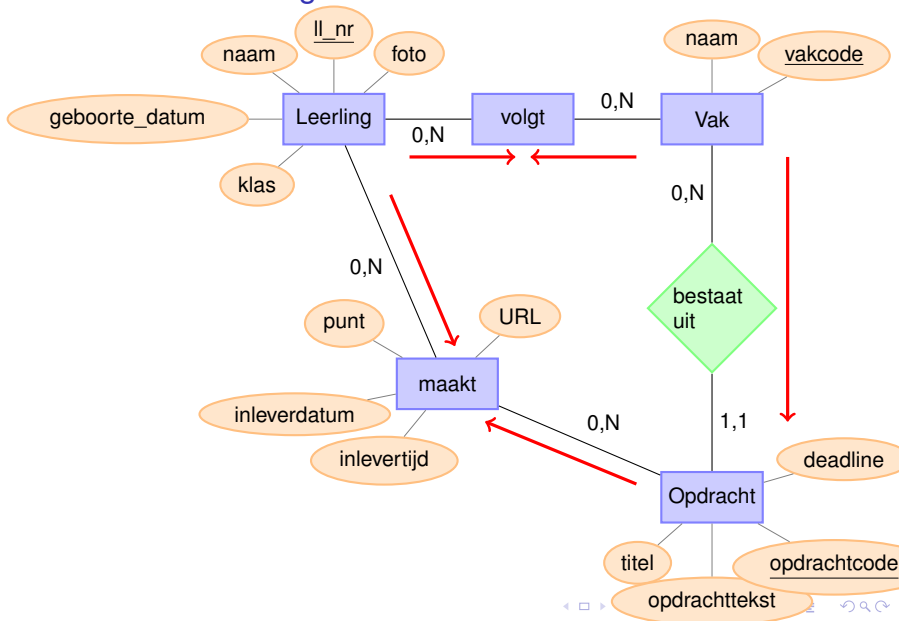 ll_nr
naam
foto
naam
vakcode
geboorte_datum
Leerling
0,N
volgt
0,N
Vak
klas
0,N
0,N
bestaat
uit
punt
URL
maakt
inleverdatum
0,N
1,1
inlevertijd
deadline
Opdracht
titel
opdrachtcode
opdrachttekst